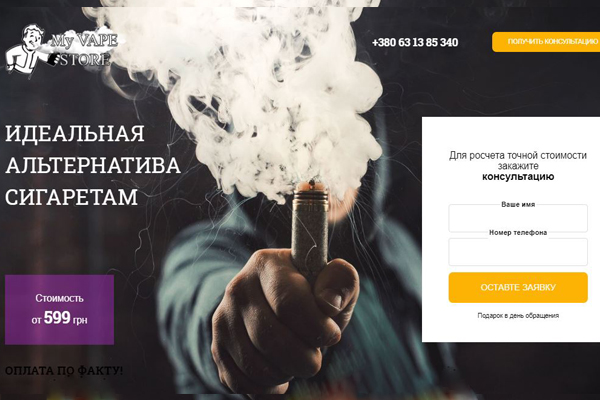 My VAPE
STORE
+380 63 13 85 340
ПОЛУЧИТЬ КОНСУЛЬТАЦИЮ
ИДЕАЛЬНАЯ
АЛЬТЕРНАТИВА
СИГАРЕТАМ
Стоимость
от 599 грн
ОПЛАТА ПО ФАКТУ!
Для росчета точной стоимости
закажите
консультацию
Ваше имя
Номер телефона
ОСТАВТЕ ЗАЯВКУ
Подарок в день обращения